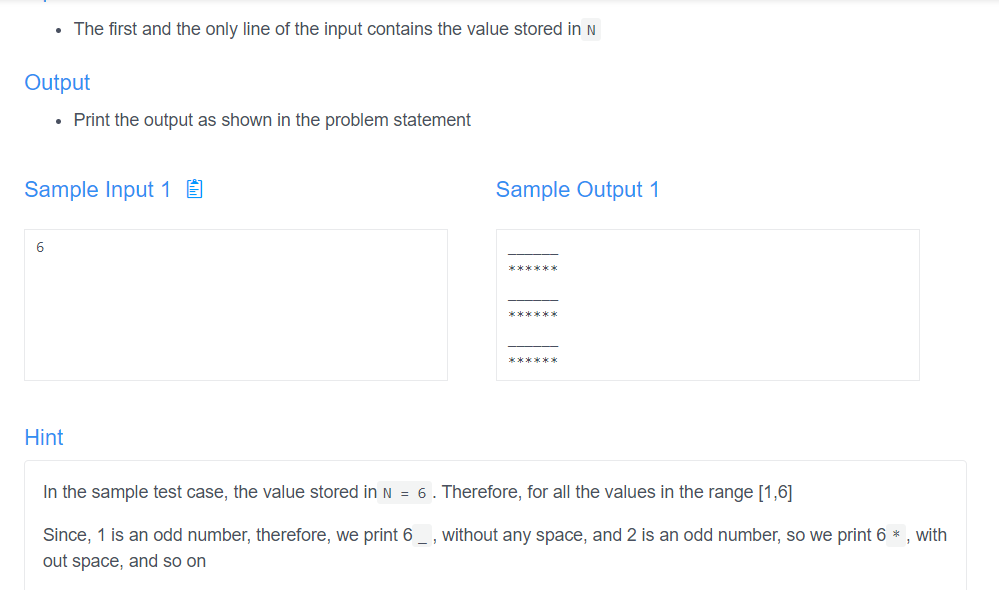 The first and the only line of the input contains the value stored in N
Output
Print the output as shown in the problem statement
Sample Input 1
Sample Output 1
6
______
******
______
******
______
******
Hint
In the sample test case, the value stored in N = 6 . Therefore, for all the values in the range [1,6]
Since, 1 is an odd number, therefore, we print 6 _ , without any space, and 2 is an odd number, so we print 6 * , with
out space, and so on